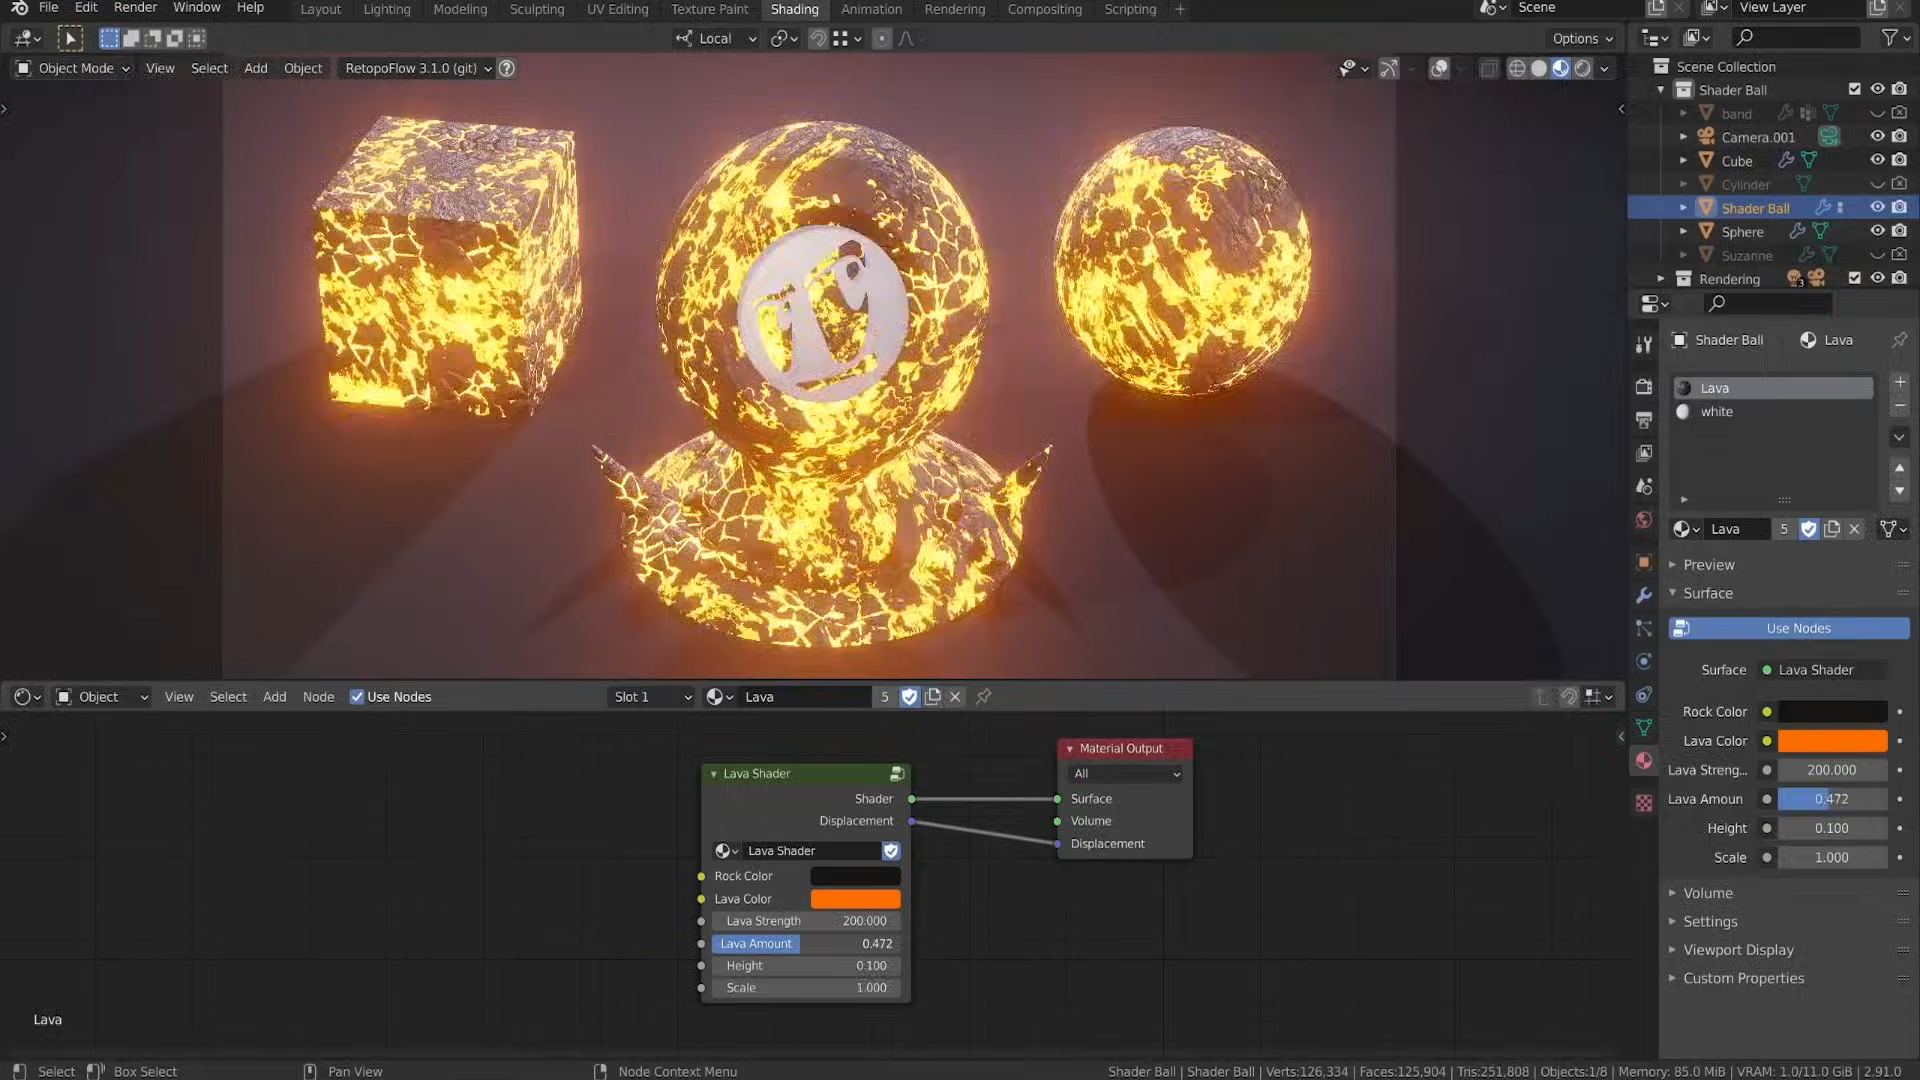 File Edit Render Window Help Layout Lighting Modeling Sculpting UV Editing Texture Paint Shading Animation Rendering Compositing Scripting + Scene View Layer
Local Options
Object Mode View Select Add Object RetopoFlow 3.1.0 (git)
Scene Collection
Shader Ball
band
Camera.001
Cube
Cylinder
Shader Ball
Sphere
Suzanne
Rendering 3
Shader Ball Lava
Lava
white
Lava 5
Preview
Surface
Use Nodes
Surface Lava Shader
Rock Color
Lava Color
Lava Streng... 200.000
Lava Amoun 0.472
Height 0.100
Scale 1.000
Volume
Settings
Viewport Display
Custom Properties
Object View Select Add Node Use Nodes Slot 1 Lava 5
Lava Shader
Shader
Displacement
Lava Shader
Rock Color
Lava Color
Lava Strength 200.000
Lava Amount 0.472
Height 0.100
Scale 1.000
Material Output
All
Surface
Volume
Displacement
Lava
Select Box Select Pan View Node Context Menu Shader Ball | Shader Ball | Verts:126,334 | Faces:125,904 | Tris:251,808 | Objects:1/8 | Memory: 85.0 MiB | VRAM: 1.0/11.0 GiB | 2.91.0